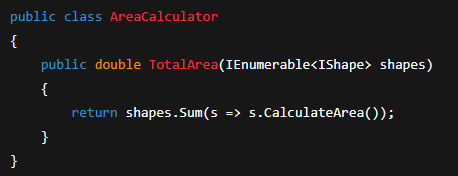 public class AreaCalculator
{
    public double TotalArea(IEnumerable<IShape> shapes)
    {
        return shapes.Sum(s => s.CalculateArea());
    }
}